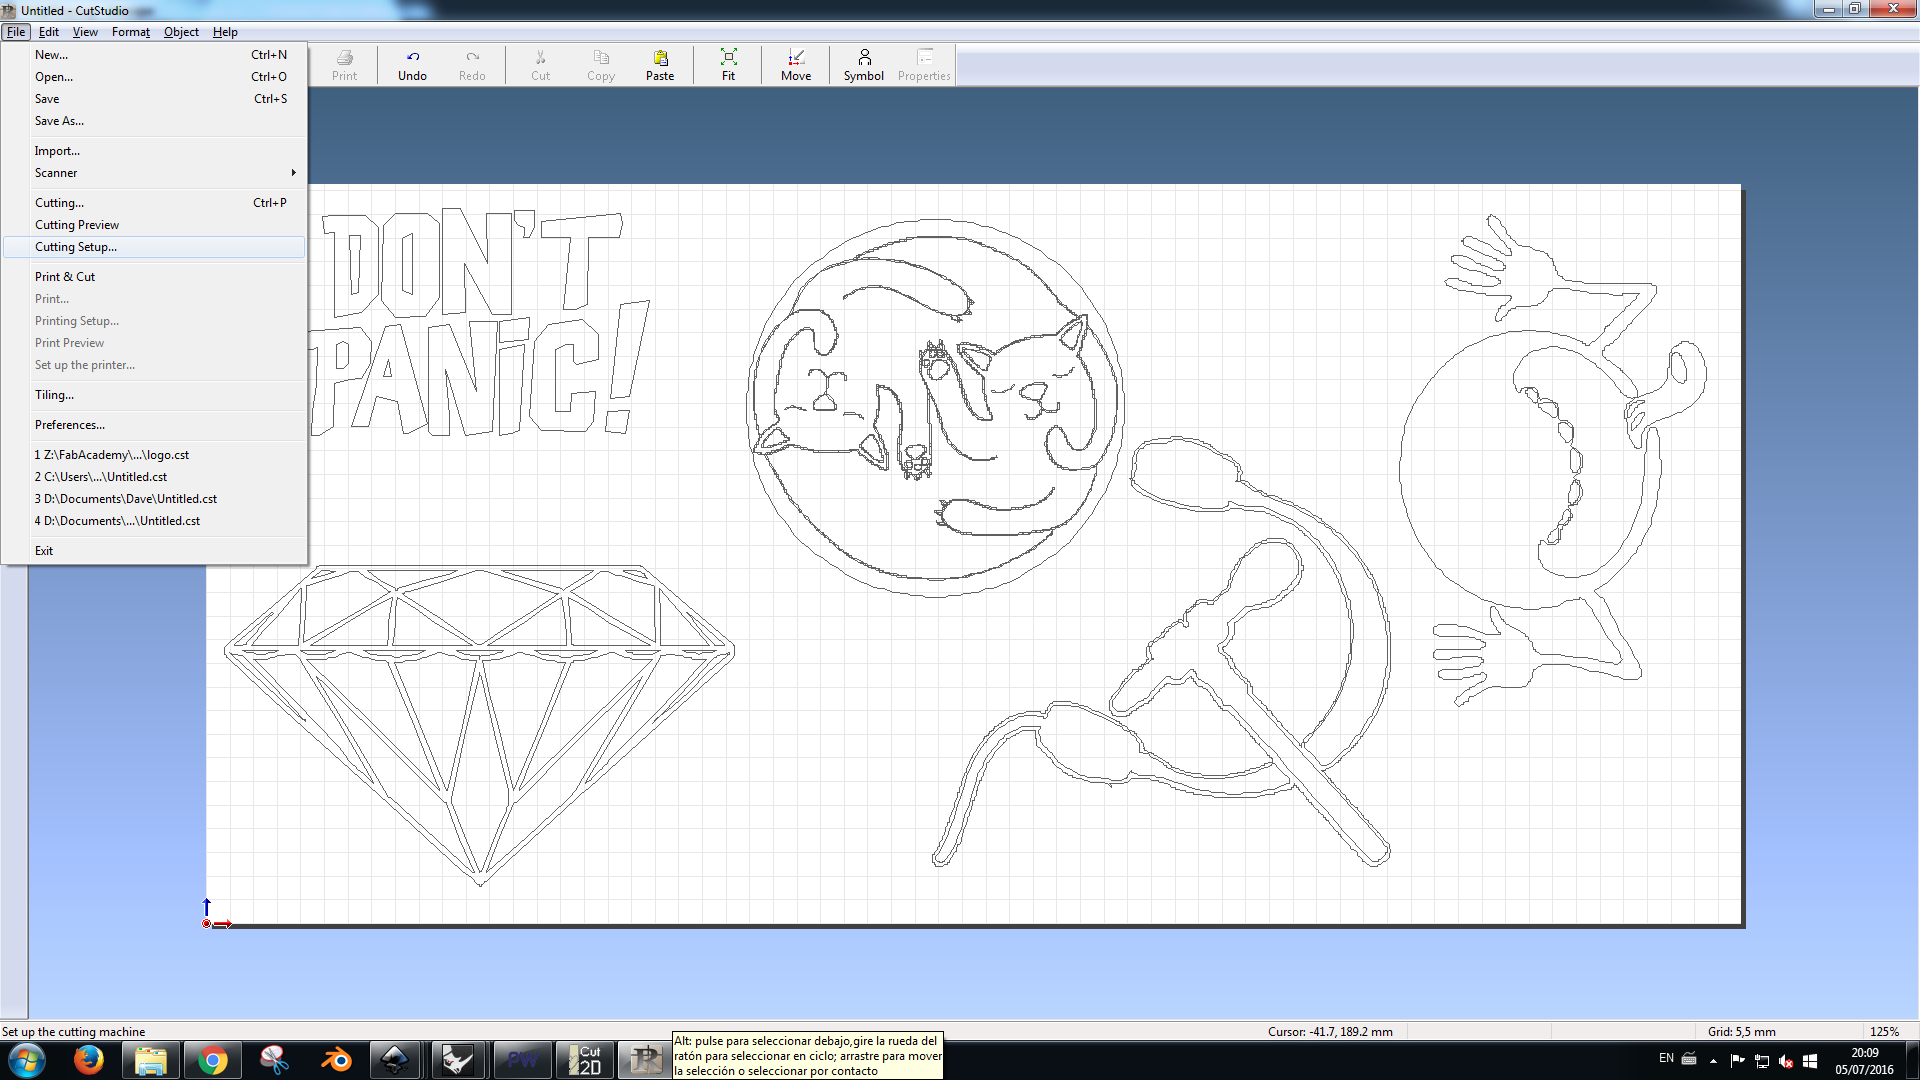 Untitled - CutStudio
File Edit View Format Object Help
Print Undo Redo Cut Copy Paste Fit Move Symbol Properties
New... Ctrl+N
Open... Ctrl+O
Save Ctrl+S
Save As...
Import...
Scanner
Cutting... Ctrl+P
Cutting Preview
Cutting Setup...
Print & Cut
Print...
Printing Setup...
Print Preview
Set up the printer...
Tiling...
Preferences...
1 Z:\FabAcademy\...\logo.cst
2 C:\Users\...\Untitled.cst
3 D:\Documents\Dave\Untitled.cst
4 D:\Documents\...\Untitled.cst
Exit
DON'T
PANiC!
Set up the cutting machine
Cursor: -41.7, 189.2 mm
Grid: 5,5 mm
125%
Alt: pulse para seleccionar debajo,gire la rueda del
ratón para seleccionar en ciclo; arrastre para mover
la selección o seleccionar por contacto
PW
Cut
2D
EN
20:09
05/07/2016